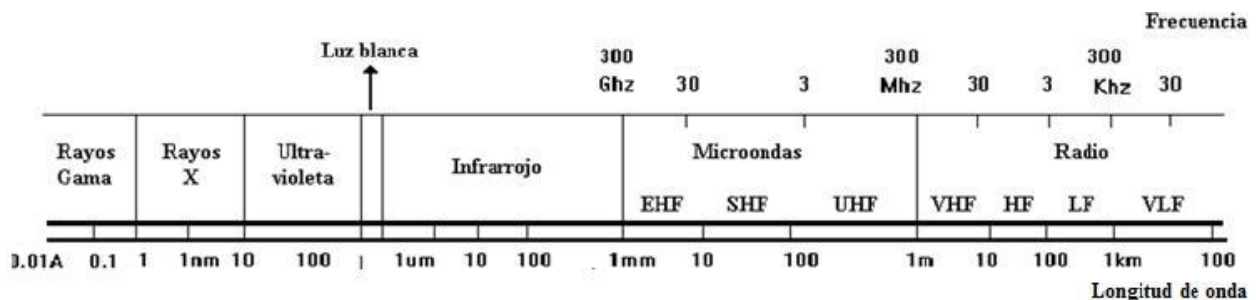 Frecuencia
Luz blanca 300 300 300
Ghz 30 3 Mhz 30 3 Khz 30
Rayos Gama Rayos X Ultra-violeta Infrarrojo Microondas Radio
EHF SHF UHF VHF HF LF VLF
0.01A 0.1 1 1nm 10 100 1um 10 100 1mm 10 100 1m 10 100 1km 100
Longitud de onda